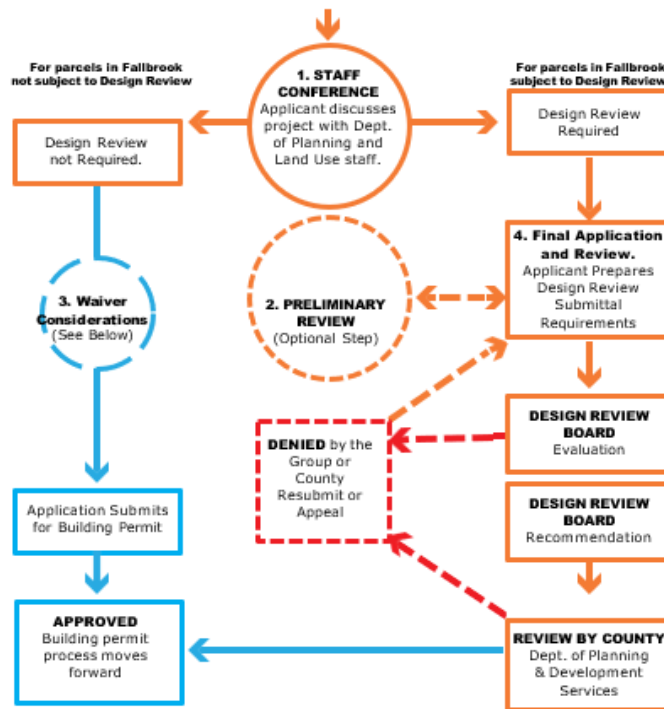 For parcels in Fallbrook
not subject to Design Review
For parcels in Fallbrook
subject to Design Review
1. STAFF
CONFERENCE
Applicant discusses
project with Dept.
of Planning and
Land Use staff.
Design Review
not Required.
Design Review
Required
4. Final Application
and Review.
Applicant Prepares
Design Review
Submittal
Requirements
3. Waiver
Considerations
(See Below)
2. PRELIMINARY
REVIEW
(Optional Step)
DENIED by the
Group or
County
Resubmit or
Appeal
DESIGN REVIEW
BOARD
Evaluation
DESIGN REVIEW
BOARD
Recommendation
Application Submits
for Building Permit
APPROVED
Building permit
process moves
forward
REVIEW BY COUNTY
Dept. of Planning
& Development
Services